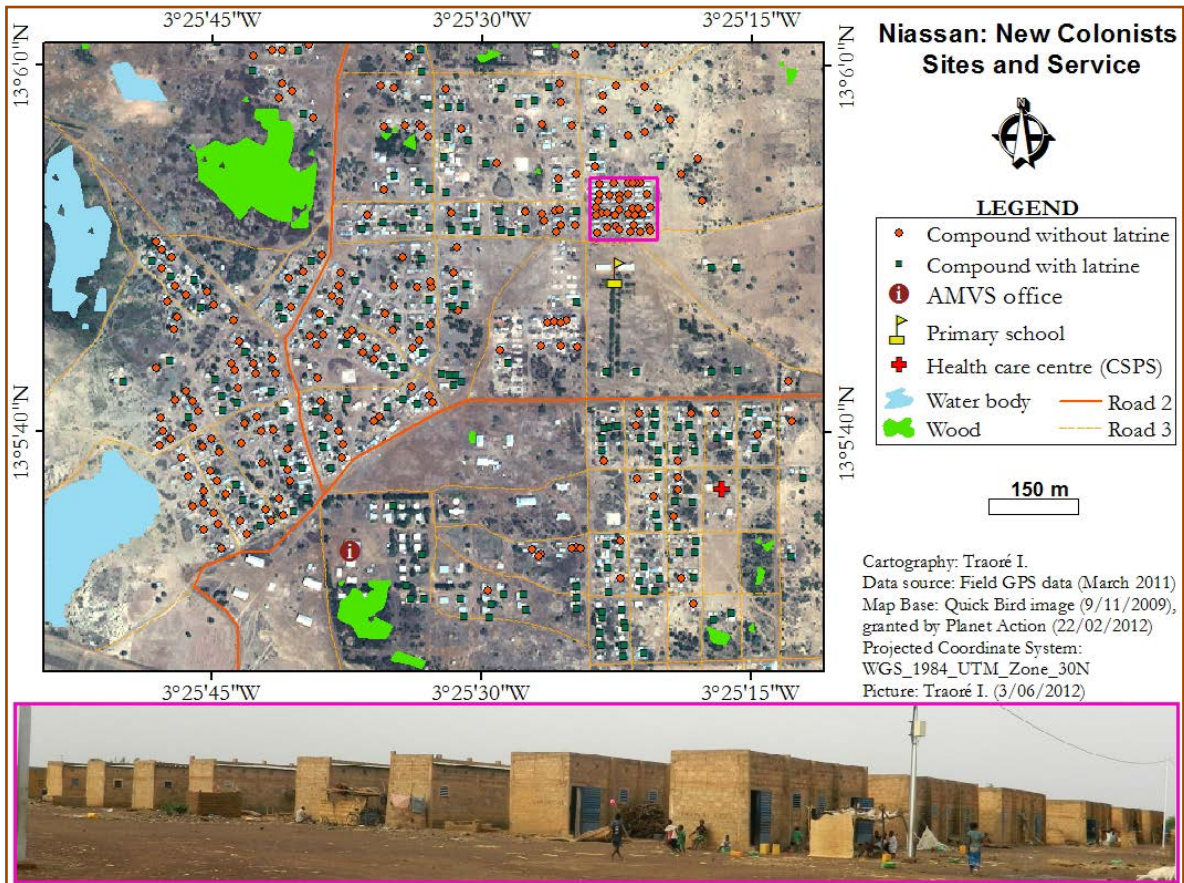 3°25'45"W 3°25'30"W 3°25'15"W
13°6'0"N
13°6'0"N
13°5'40"N
13°5'40"N
3°25'45"W 3°25'30"W 3°25'15"W
Niassan: New Colonists
Sites and Service
N
LEGEND
Compound without latrine
Compound with latrine
i AMVS office
Primary school
Health care centre (CSPS)
Water body Road 2
Wood Road 3
150 m
Cartography: Traoré I.
Data source: Field GPS data (March 2011)
Map Base: Quick Bird image (9/11/2009),
granted by Planet Action (22/02/2012)
Projected Coordinate System:
WGS_1984_UTM_Zone_30N
Picture: Traoré I. (3/06/2012)
i